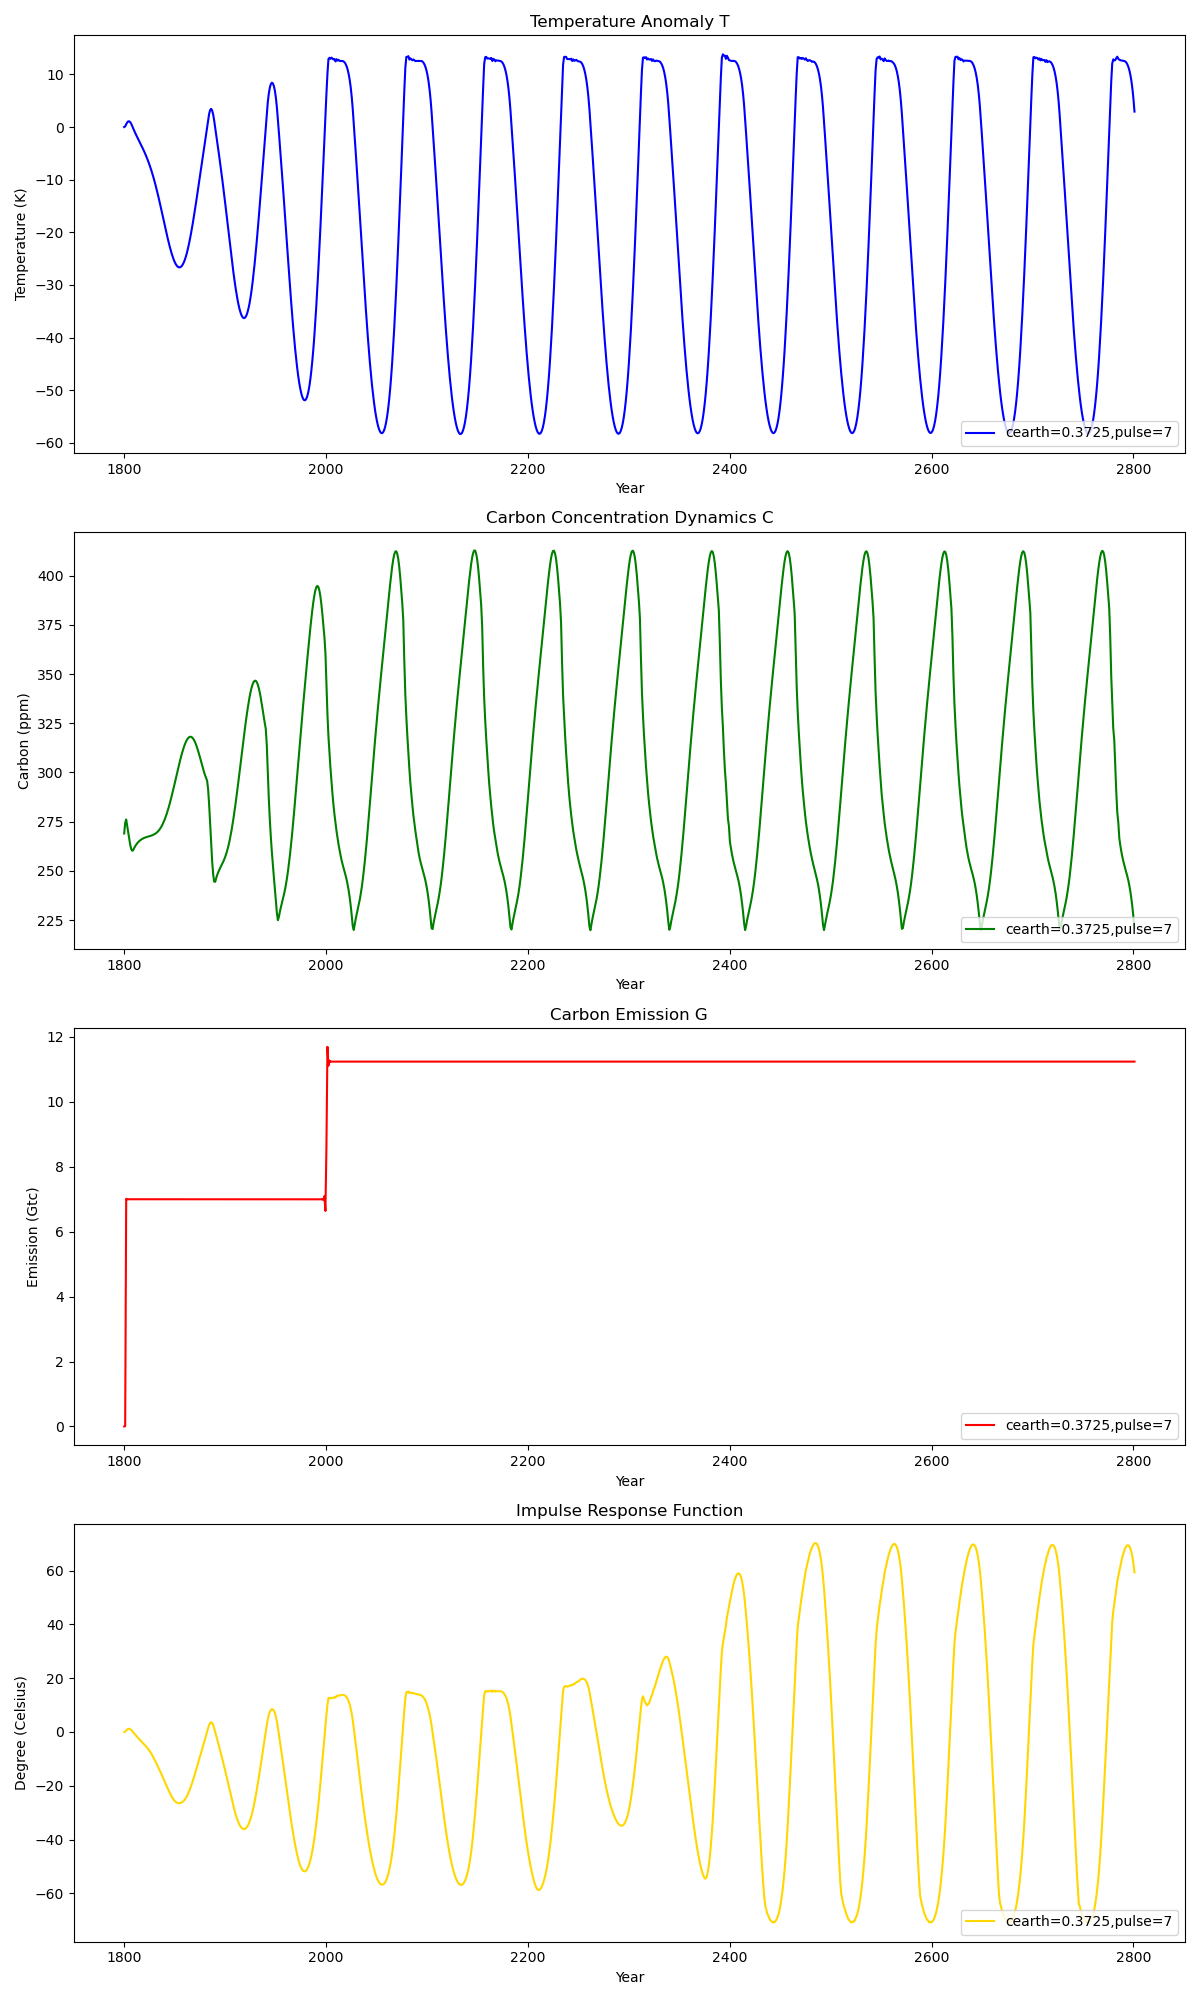 Temperature Anomaly T
Temperature (K)
10
0
−10
−20
−30
−40
−50
−60
cearth=0.3725,pulse=7
1800 2000 2200 2400 2600 2800
Year
Carbon Concentration Dynamics C
Carbon (ppm)
400
375
350
325
300
275
250
225
cearth=0.3725,pulse=7
1800 2000 2200 2400 2600 2800
Year
Carbon Emission G
Emission (Gtc)
12
10
8
6
4
2
0
cearth=0.3725,pulse=7
1800 2000 2200 2400 2600 2800
Year
Impulse Response Function
Degree (Celsius)
60
40
20
0
−20
−40
−60
cearth=0.3725,pulse=7
1800 2000 2200 2400 2600 2800
Year